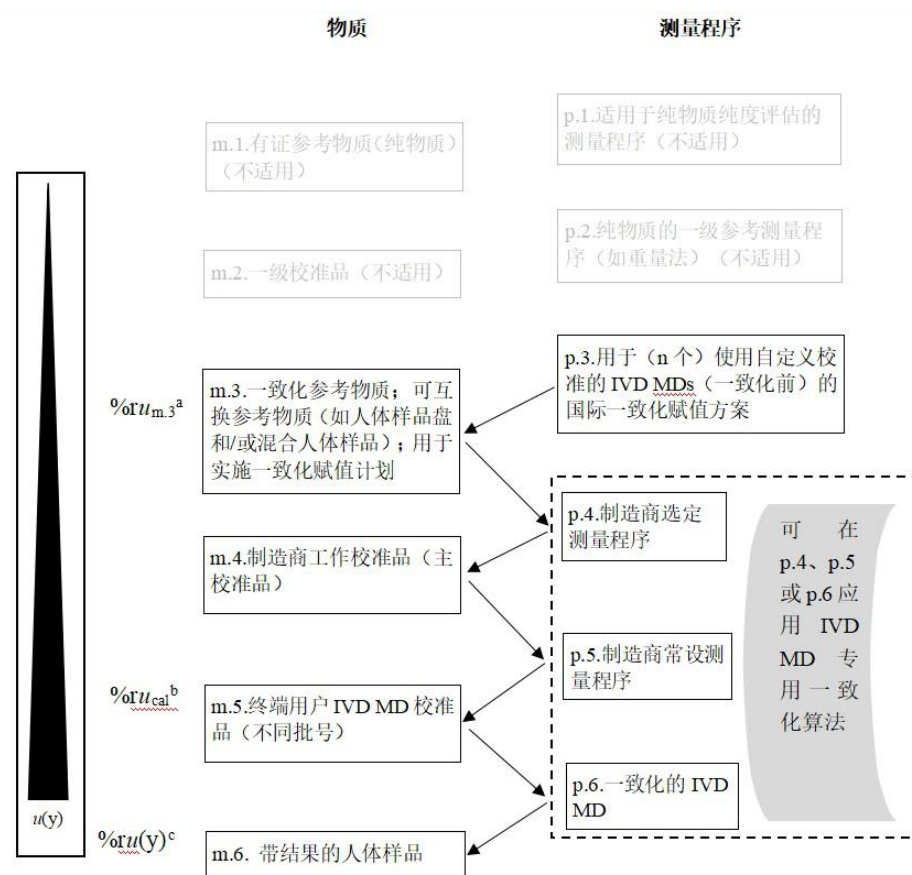 物质
测量程序
m.1.有证参考物质（纯物质）
（不适用）
p.1.适用于纯物质纯度评估的
测量程序（不适用）
m.2.一级校准品（不适用）
p.2.纯物质的一级参考测量程
序（如重量法）（不适用）
%ru m.3 a
m.3.一致化参考物质；可互
换参考物质（如人体样品盘
和/或混合人体样品）；用于
实施一致化赋值计划
p.3.用于（n 个）使用自定义校
准的 IVD MDs（一致化前）的
国际一致化赋值方案
m.4.制造商工作校准品（主
校准品）
p.4.制造商选定
测量程序
%ru cal b
m.5.终端用户 IVD MD 校准
品（不同批号）
p.5.制造商常设测
量程序
u(y)
%ru(y)c
m.6. 带结果的人体样品
p.6.一致化的 IVD
MD
可 在
p.4、p.5
或 p.6 应
用 IVD
MD 专
用一致
化算法